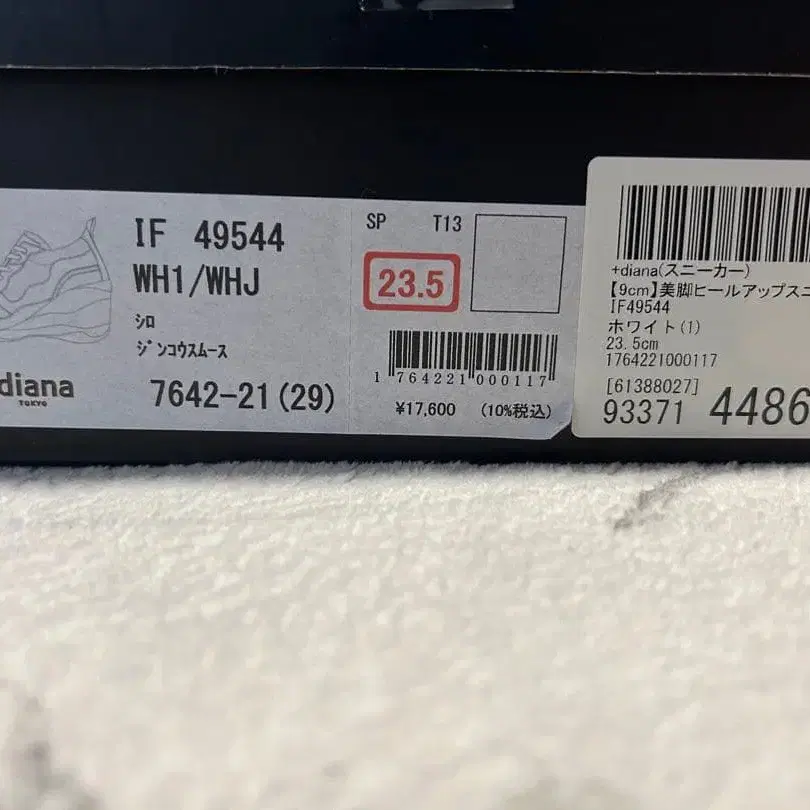 IF 49544
WH1/WHJ
シロ
ジンコウスムース
7642-21(29)
diana
TOKYO
SP T13
23.5
1 764221 000117
¥17,600 (10%税込)
+diana(スニーカー)
【9cm】美脚ヒールアップスニ
IF49544
ホワイト(1)
23.5cm
1764221000117
[61388027]
93371 4486